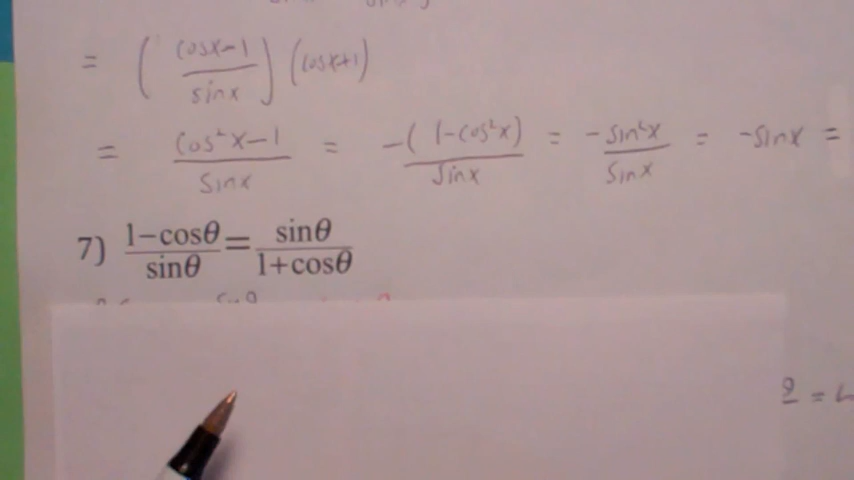 = ( cosx-1 / sinx ) (cosx+1)
= cos²x-1 / sinx = -(1-cos²x) / sinx = -sin²x / sinx = -sinx =
7) 1-cosθ / sinθ = sinθ / 1+cosθ